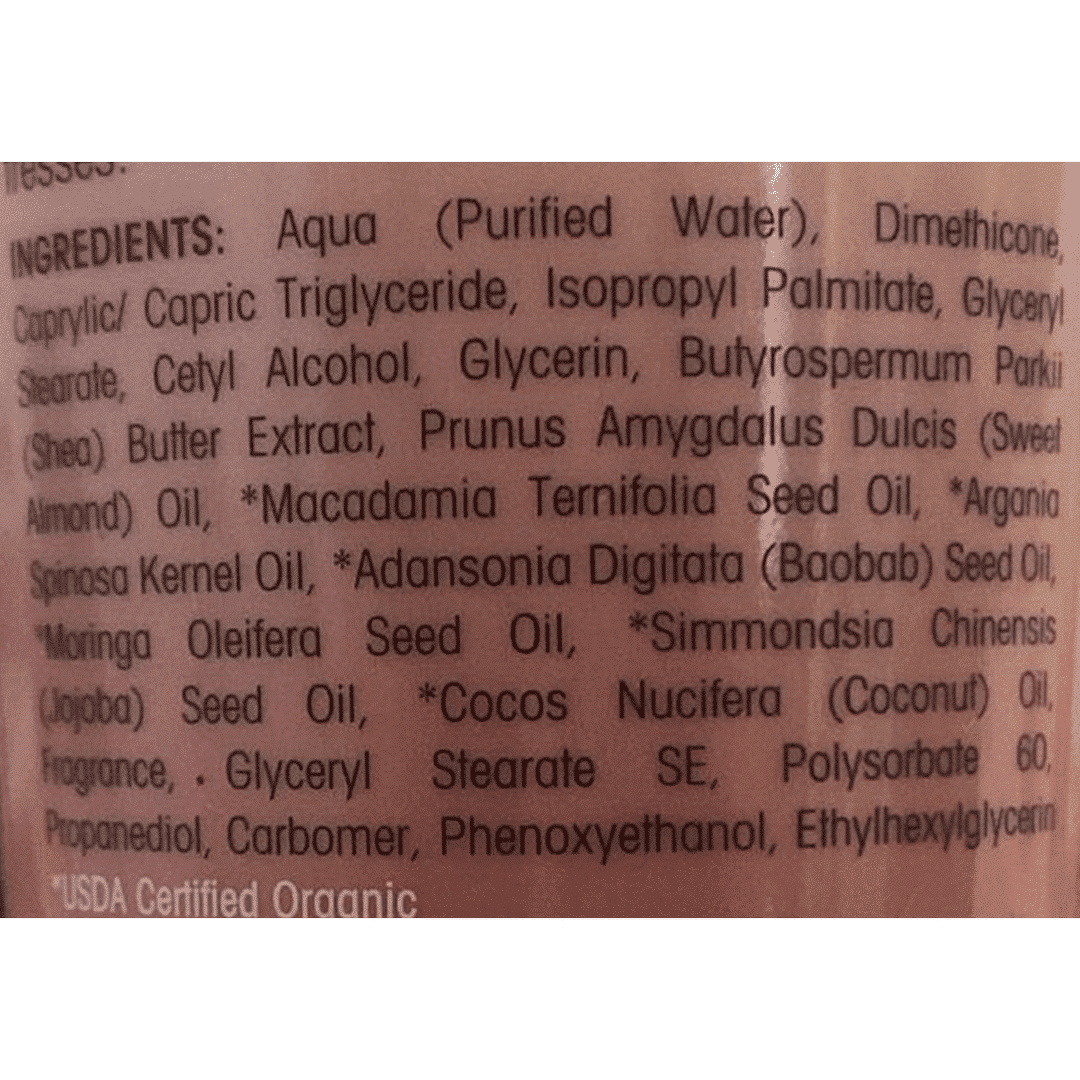 INGREDIENTS: Aqua (Purified Water), Dimethicone,
Caprylic/ Capric Triglyceride, Isopropyl Palmitate, Glyceryl
Stearate, Cetyl Alcohol, Glycerin, Butyrospermum Parkii
(Shea) Butter Extract, Prunus Amygdalus Dulcis (Sweet
Almond) Oil, *Macadamia Ternifolia Seed Oil, *Argania
Spinosa Kernel Oil, *Adansonia Digitata (Baobab) Seed Oil,
*Moringa Oleifera Seed Oil, *Simmondsia Chinensis
(Jojoba) Seed Oil, *Cocos Nucifera (Coconut) Oil,
Fragrance, . Glyceryl Stearate SE, Polysorbate 60,
Propanediol, Carbomer, Phenoxyethanol, Ethylhexylglycerin
*USDA Certified Organic